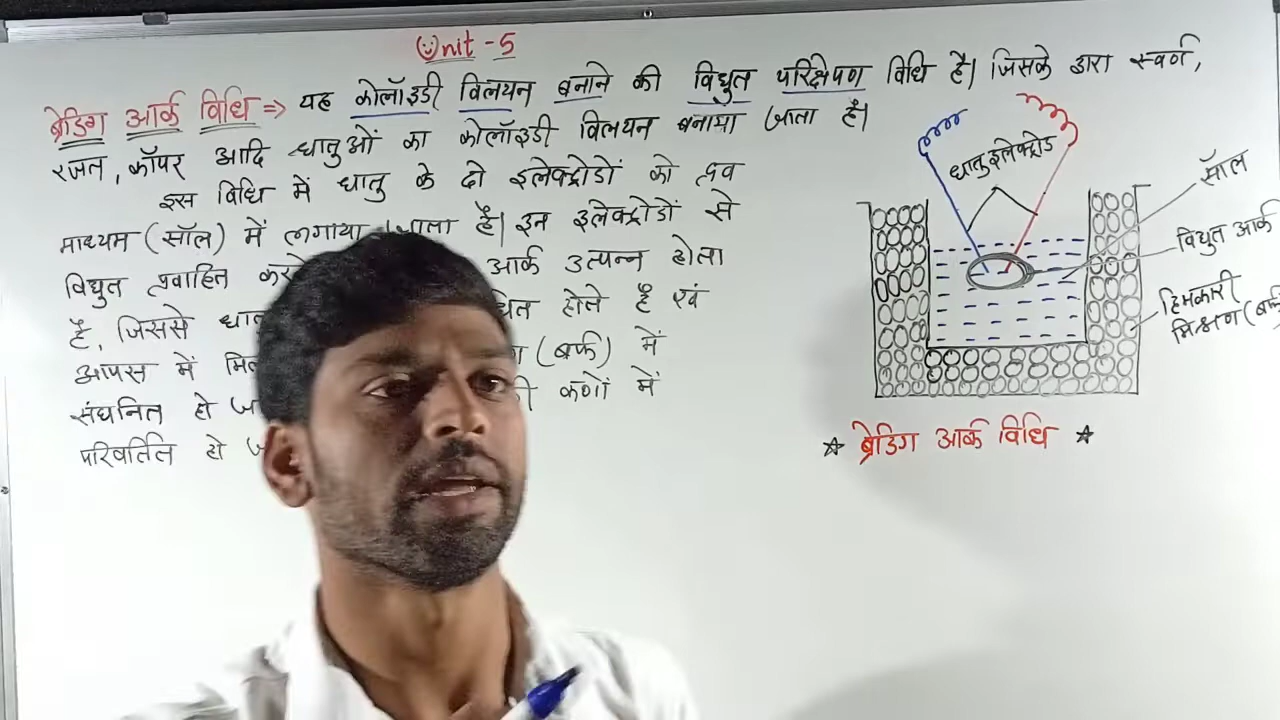 Unit - 5
ब्रेडिग आर्क विधि => यह कोलॉइडी विलयन बनाने की विधुत परिक्षेपण विधि है। जिसके द्वारा स्वर्ण,
रजत, कॉपर आदि धातुओं का कोलॉइडी विलयन बनाया जाता है।
इस विधि में धातु के दो इलेक्ट्रोडों को द्रव
माध्यम (सॉल) में लगाया जाता है। इन इलेक्ट्रोडों से
विधुत प्रवाहित आर्क उत्पन्न होता
है, जिससे होते है एवं
आपस में (बर्फ) में
संघनित हो कणों में
परिवर्तित हो
धातु इलेक्ट्रोड
सॉल
विधुत आर्क
हिमकारी
मिश्रण
☆ ब्रेडिग आर्क विधि ☆